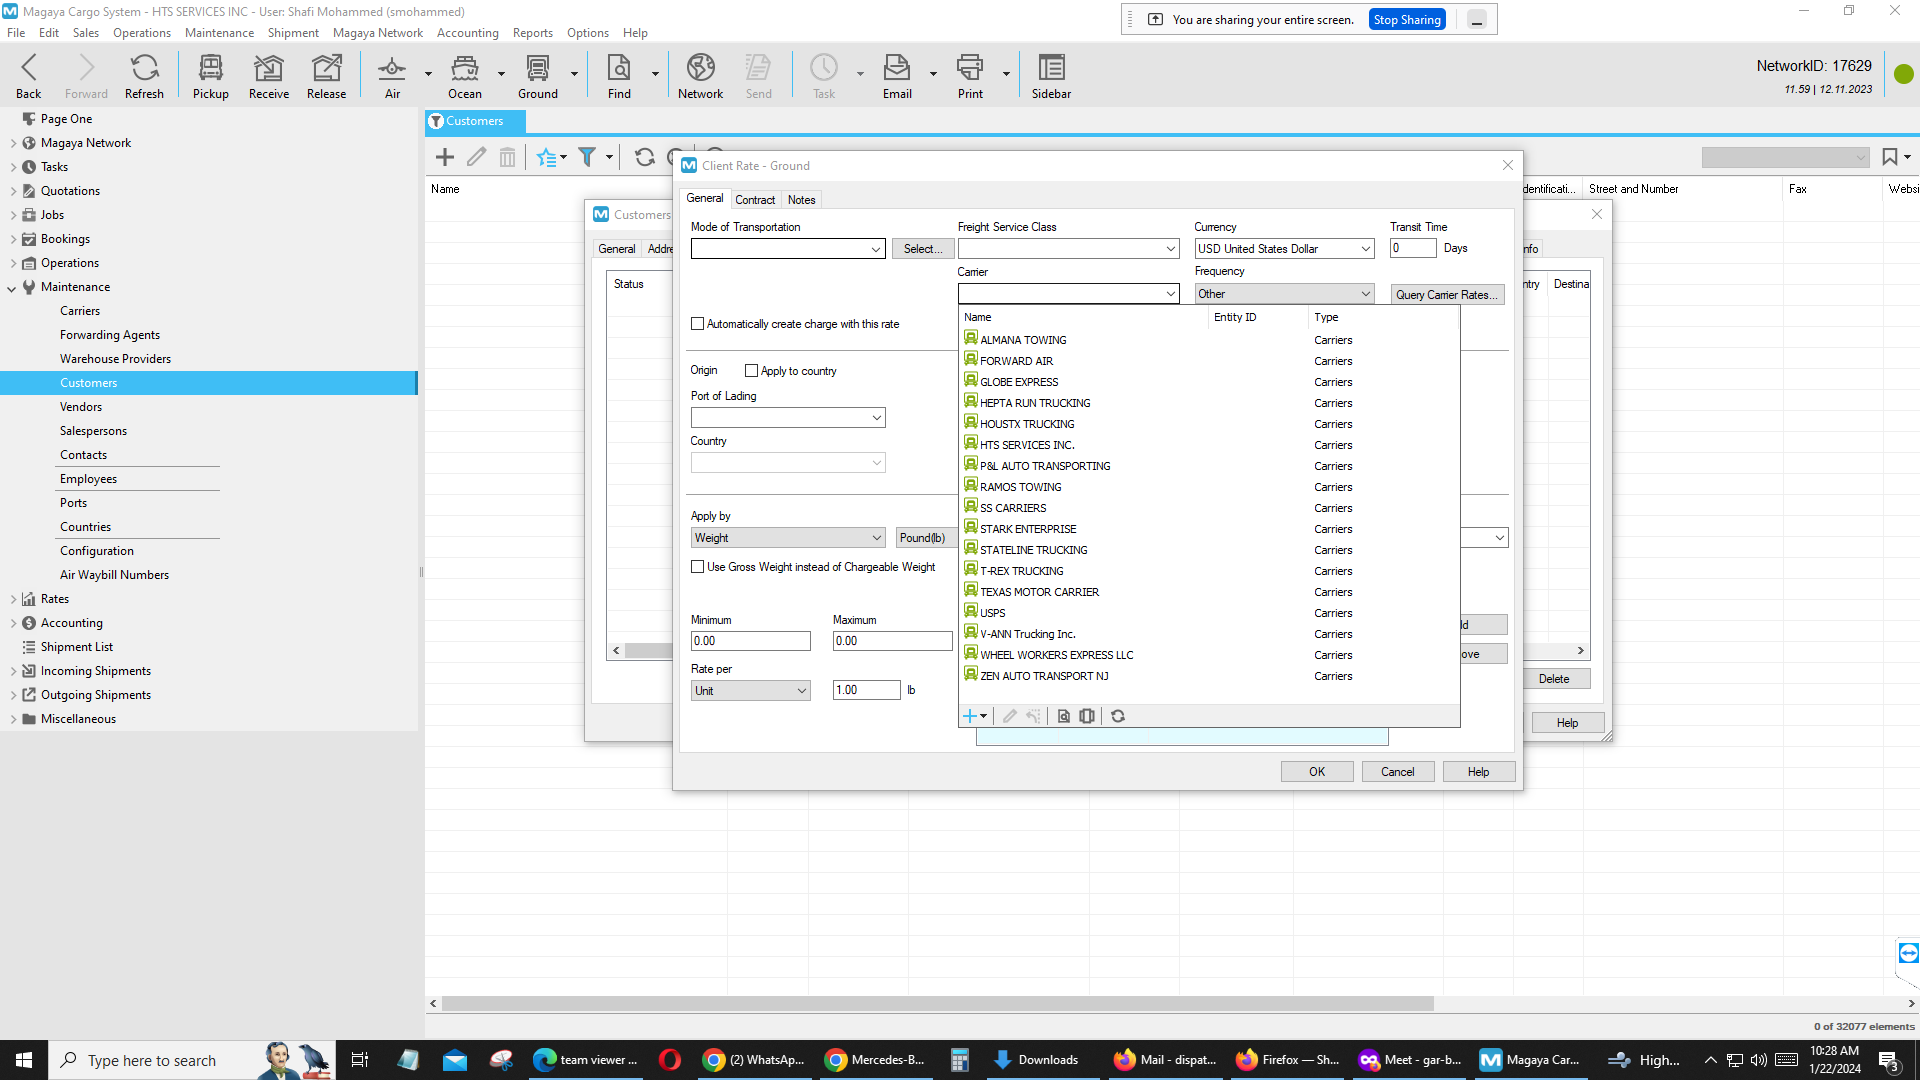 Magaya Cargo System - HTS SERVICES INC - User: Shafi Mohammed (smohammed)
You are sharing your entire screen.
Stop Sharing
File Edit Sales Operations Maintenance Shipment Magaya Network Accounting Reports Options Help
Back Forward Refresh Pickup Receive Release Air Ocean Ground Find Network Send Task Email Print Sidebar
NetworkID: 17629
11.59 | 12.11.2023
Page One
Magaya Network
Tasks
Quotations
Jobs
Bookings
Operations
Maintenance
Carriers
Forwarding Agents
Warehouse Providers
Customers
Vendors
Salespersons
Contacts
Employees
Ports
Countries
Configuration
Air Waybill Numbers
Rates
Accounting
Shipment List
Incoming Shipments
Outgoing Shipments
Miscellaneous
Customers
Name
dentificati... Street and Number Fax Websi
Customers
General Addre
nfo
Status
ntry Destina
Delete
Help
Client Rate - Ground
General Contract Notes
Mode of Transportation Freight Service Class Currency Transit Time
Select... USD United States Dollar 0 Days
Carrier Frequency
Other Query Carrier Rates...
Automatically create charge with this rate
Origin Apply to country
Port of Lading
Country
Apply by
Weight Pound(lb)
Use Gross Weight instead of Chargeable Weight
Minimum Maximum
0.00 0.00
Rate per
Unit 1.00 lb
Name Entity ID Type
ALMANA TOWING Carriers
FORWARD AIR Carriers
GLOBE EXPRESS Carriers
HEPTA RUN TRUCKING Carriers
HOUSTX TRUCKING Carriers
HTS SERVICES INC. Carriers
P&L AUTO TRANSPORTING Carriers
RAMOS TOWING Carriers
SS CARRIERS Carriers
STARK ENTERPRISE Carriers
STATELINE TRUCKING Carriers
T-REX TRUCKING Carriers
TEXAS MOTOR CARRIER Carriers
USPS Carriers
V-ANN Trucking Inc. Carriers
WHEEL WORKERS EXPRESS LLC Carriers
ZEN AUTO TRANSPORT NJ Carriers
ld
ove
OK Cancel Help
0 of 32077 elements
Type here to search
team viewer ... (2) WhatsAp... Mercedes-B... Downloads Mail - dispat... Firefox — Sh... Meet - gar-b... Magaya Car... High...
10:28 AM
1/22/2024
3